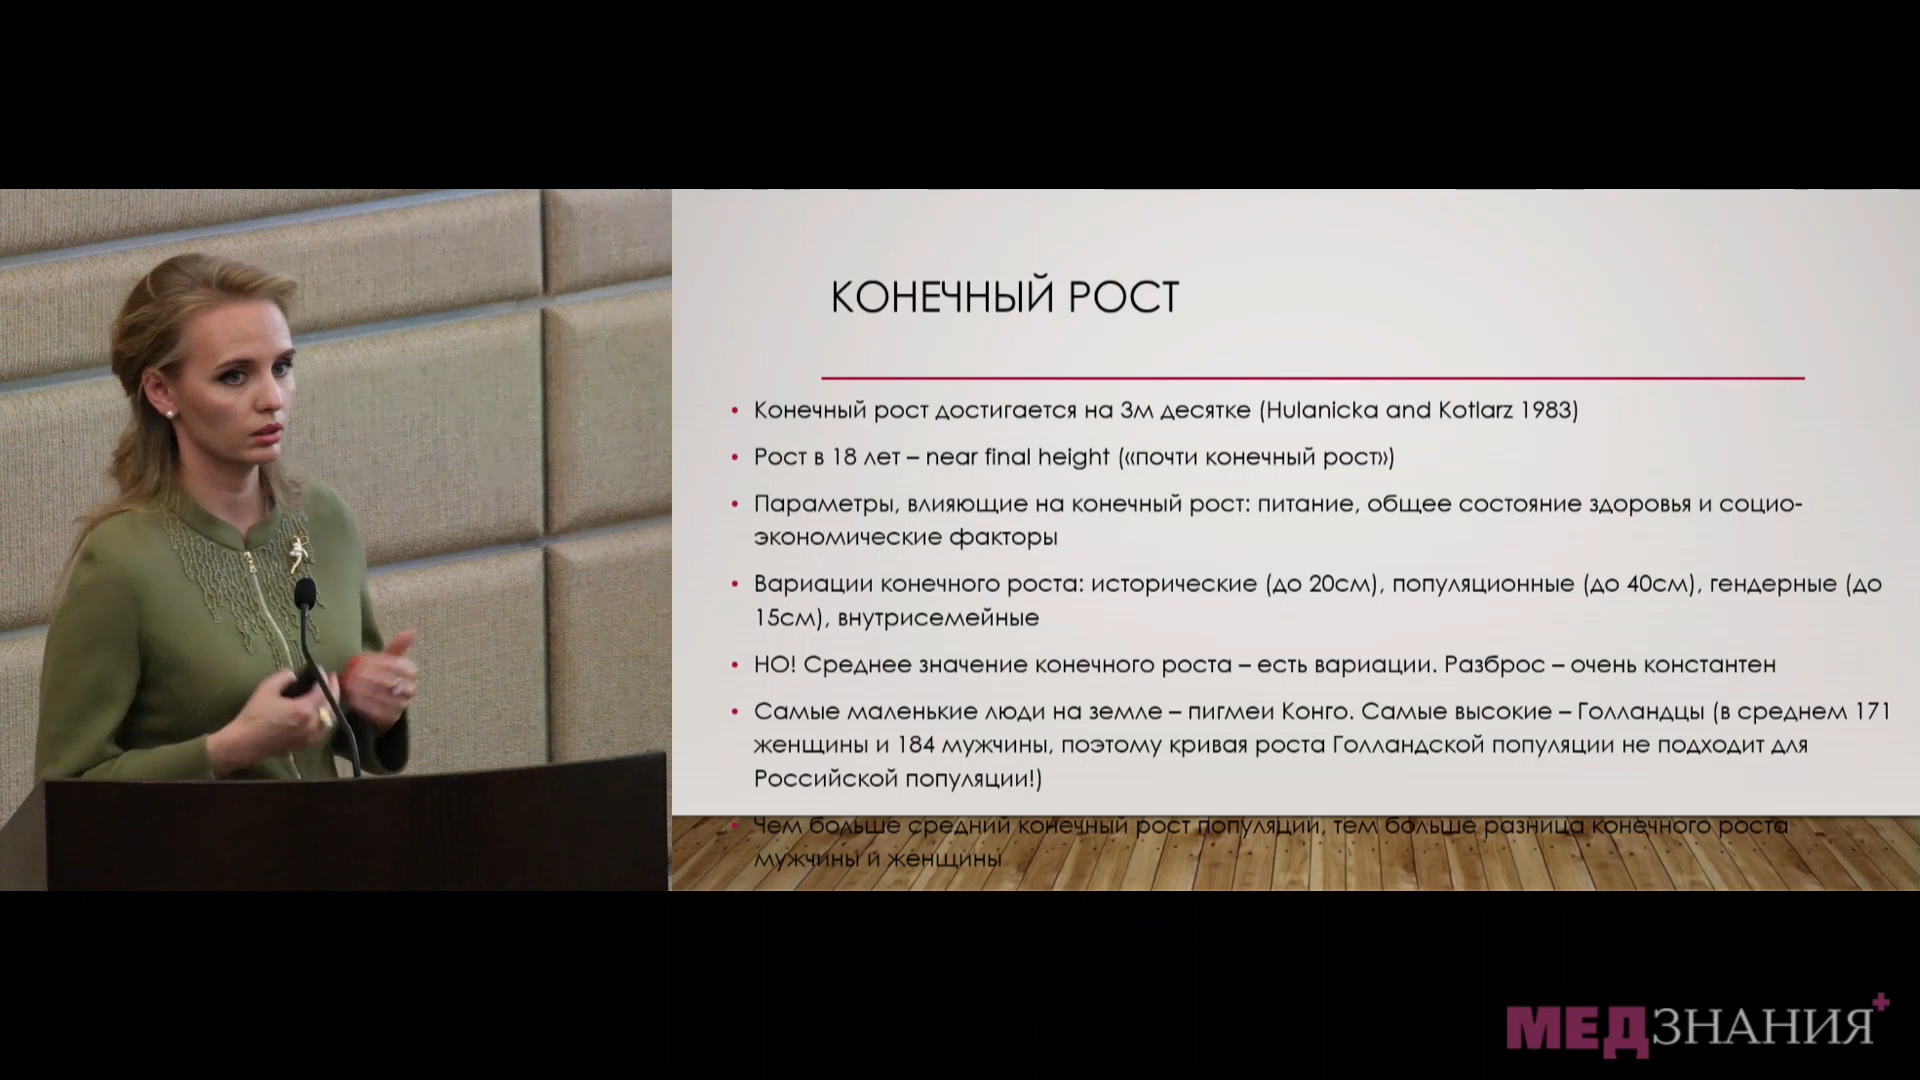 КОНЕЧНЫЙ РОСТ
• Конечный рост достигается на 3м десятке (Hulanicka and Kotlarz 1983)
• Рост в 18 лет – near final height («почти конечный рост»)
• Параметры, влияющие на конечный рост: питание, общее состояние здоровья и социо-
экономические факторы
• Вариации конечного роста: исторические (до 20см), популяционные (до 40см), гендерные (до
15см), внутрисемейные
• НО! Среднее значение конечного роста – есть вариации. Разброс – очень константен
• Самые маленькие люди на земле – пигмеи Конго. Самые высокие – Голландцы (в среднем 171
женщины и 184 мужчины, поэтому кривая роста Голландской популяции не подходит для
Российской популяции!)
• Чем больше средний конечный рост популяции, тем больше разница конечного роста
мужчины и женщины
МЕДЗНАНИЯ+